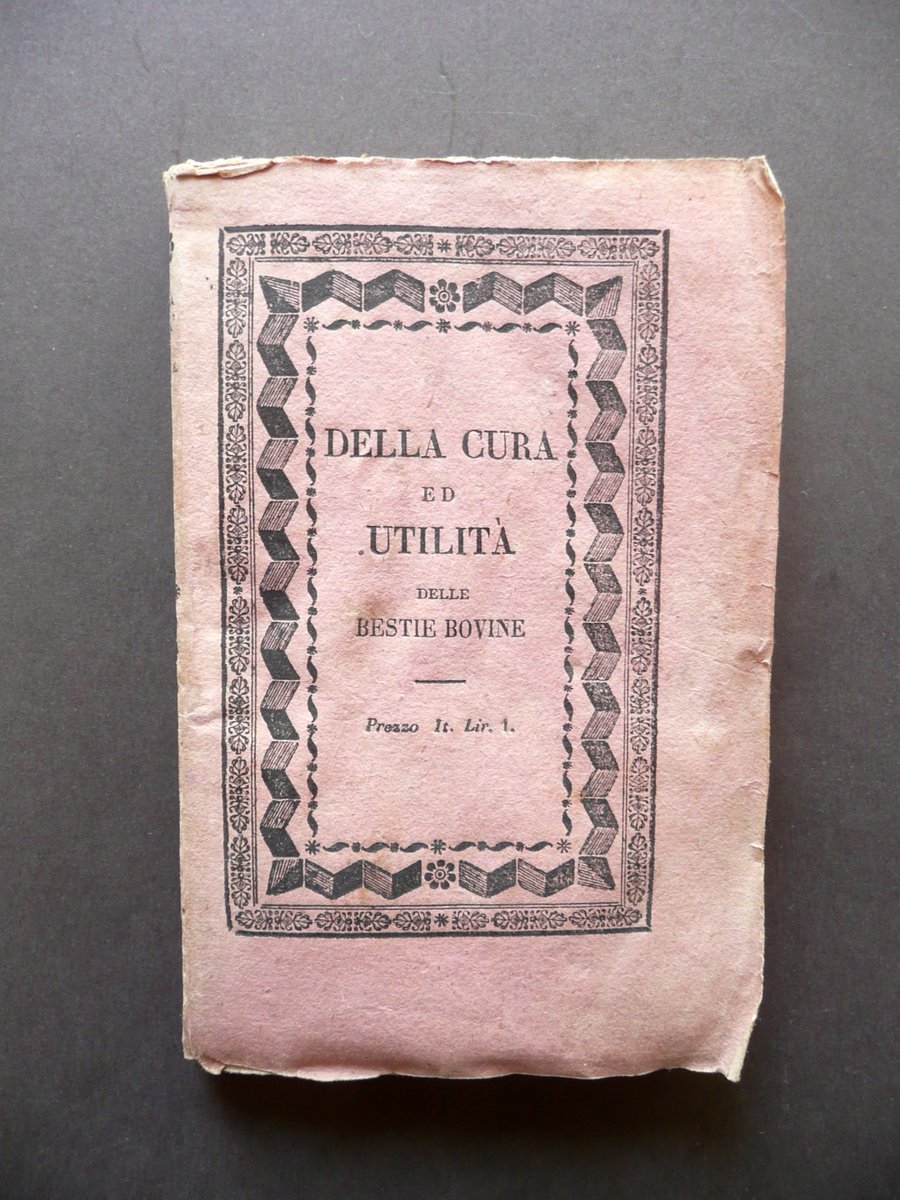 DELLA CURA
ED
UTILITÀ
DELLE
BESTIE BOVINE
Prezzo It. Lir. 1.